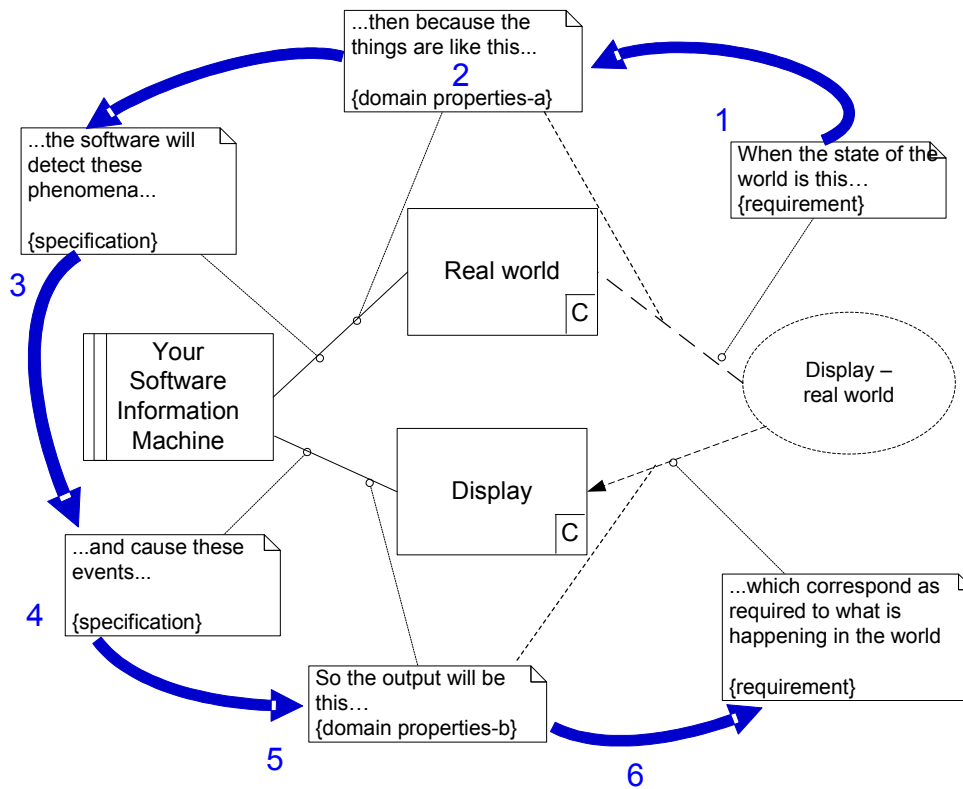 ...then because the
things are like this...
2
{domain properties-a}
1
...the software will
detect these
phenomena...
{specification}
When the state of the
world is this…
{requirement}
3
Real world
C
Your
Software
Information
Machine
Display –
real world
Display
C
...and cause these
events...
{specification}
4
...which correspond as
required to what is
happening in the world
{requirement}
So the output will be
this…
{domain properties-b}
5
6